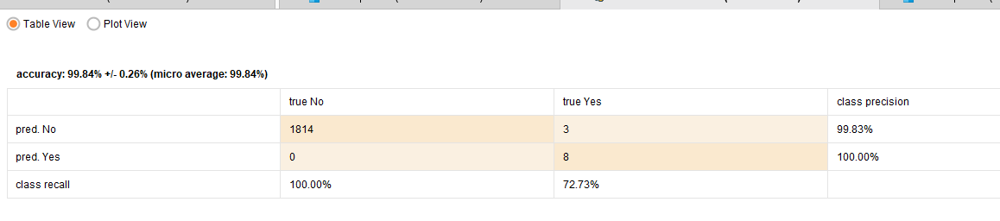 Table View Plot View
accuracy: 99.84% +/- 0.26% (micro average: 99.84%)
true No true Yes class precision
pred. No 1814 3 99.83%
pred. Yes 0 8 100.00%
class recall 100.00% 72.73%